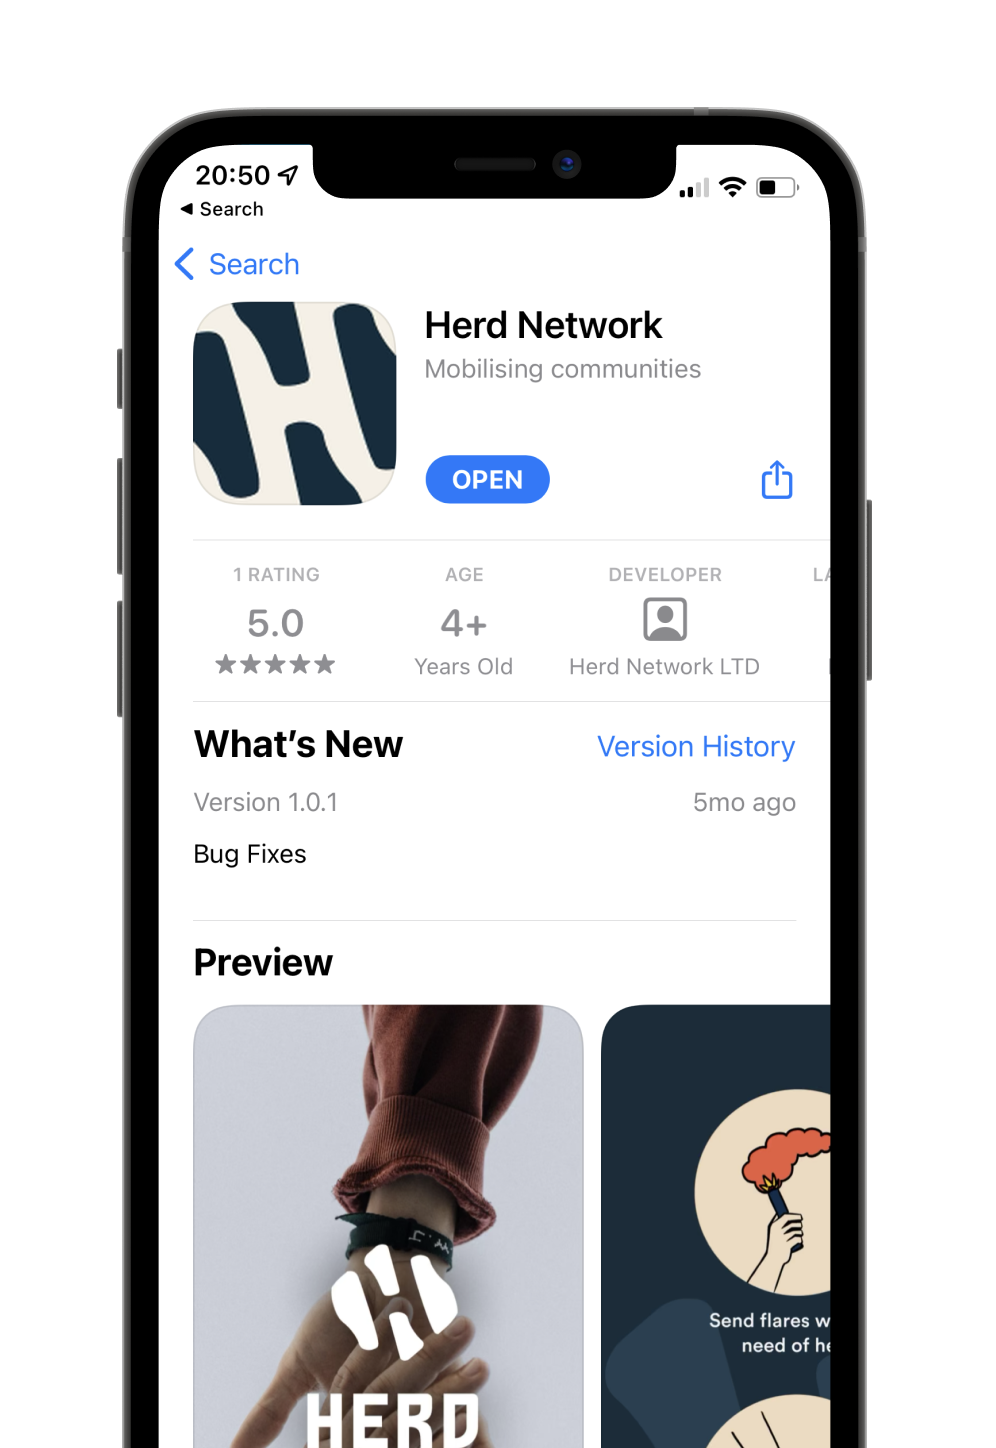 20:50
Search
Search
Herd Network
Mobilising communities
OPEN
1 RATING
AGE
DEVELOPER
5.0
4+
Years Old
Herd Network LTD
What's New
Version History
Version 1.0.1
5mo ago
Bug Fixes
Preview
HERD
Send flares
need of